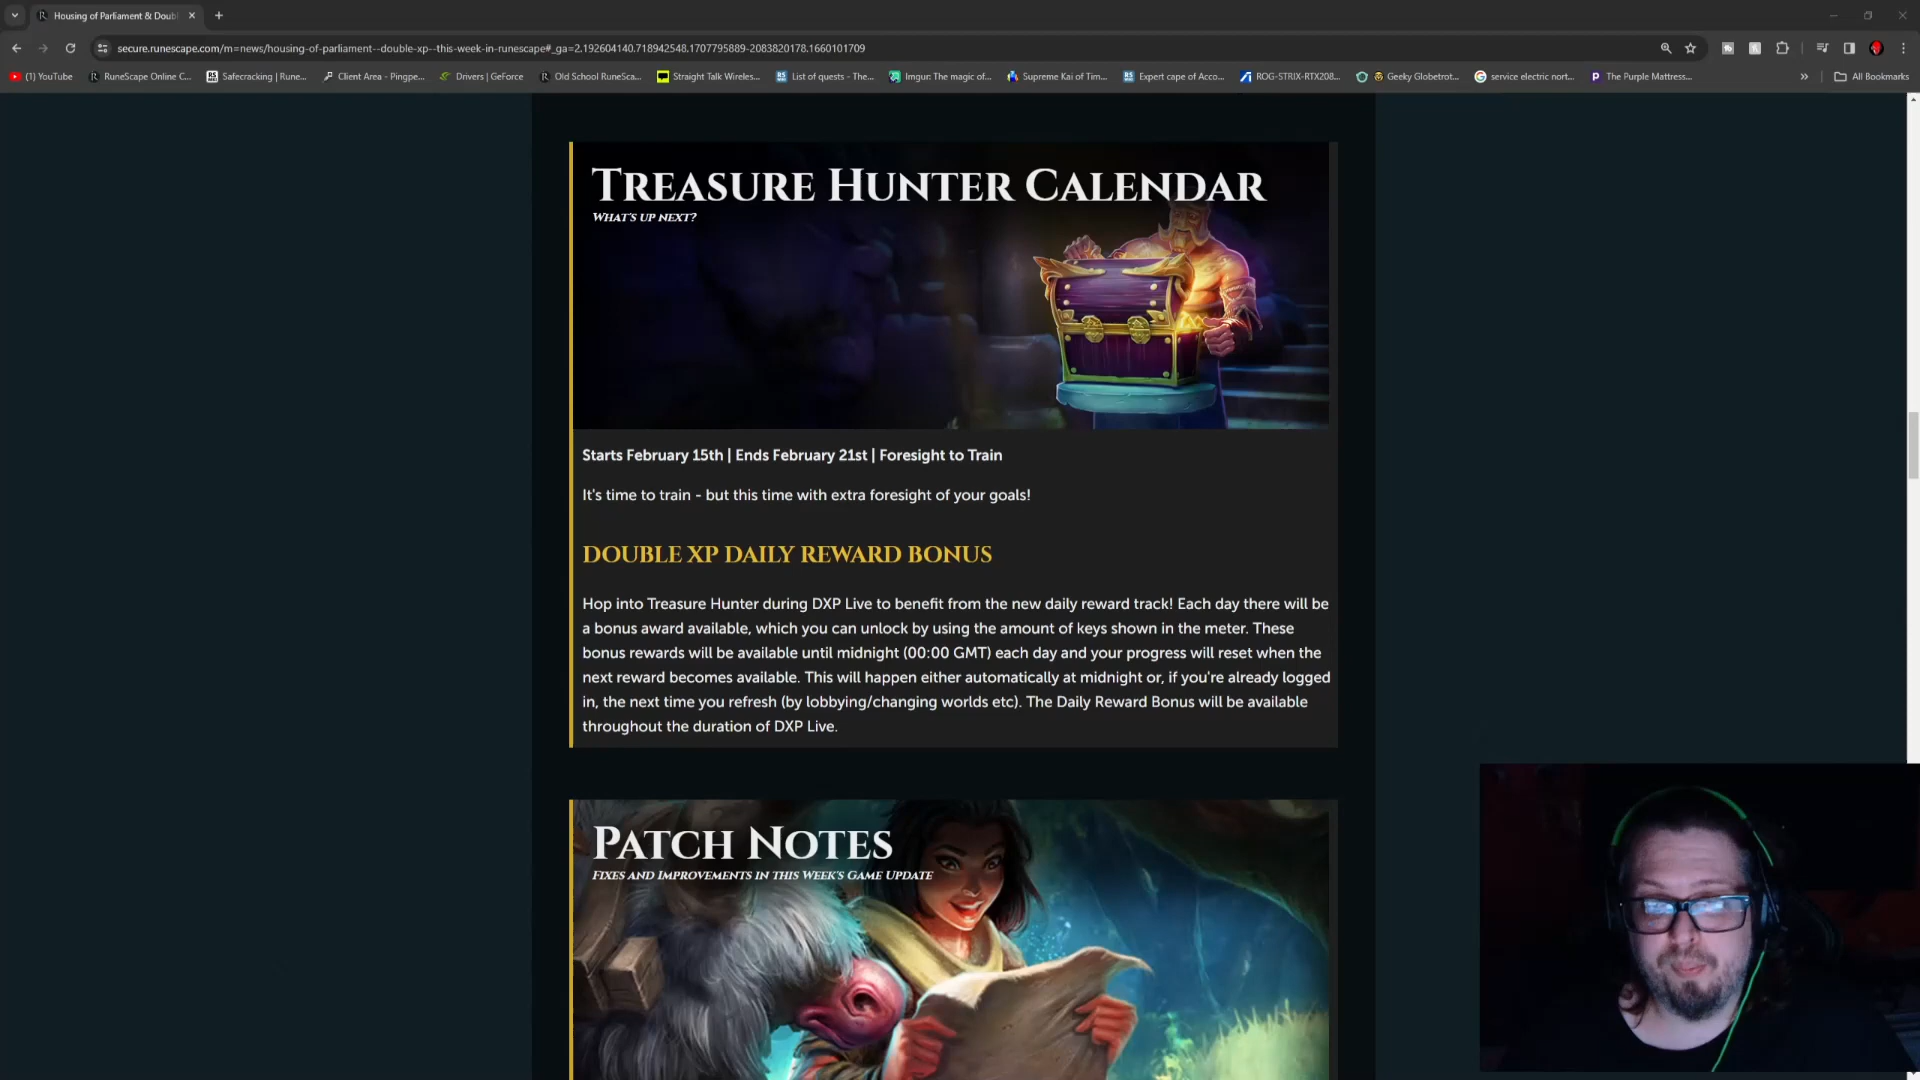 Housing of Parliament & Doubl
secure.runescape.com/m=news/housing-of-parliament--double-xp--this-week-in-runescape#_ga=2.192604140.718942548.1707795889-2083820178.1660101709
(1) YouTube
RuneScape Online C...
Safecracking | Rune...
Client Area - Pingpe...
Drivers | GeForce
Old School RuneSca...
Straight Talk Wireles...
List of quests - The...
Imgur: The magic of...
Supreme Kai of Tim...
Expert cape of Acco...
ROG-STRIX-RTX208...
Geeky Globetrot...
service electric nort...
The Purple Mattress...
All Bookmarks
TREASURE HUNTER CALENDAR
WHAT'S UP NEXT?
Starts February 15th | Ends February 21st | Foresight to Train
It's time to train - but this time with extra foresight of your goals!
DOUBLE XP DAILY REWARD BONUS
Hop into Treasure Hunter during DXP Live to benefit from the new daily reward track! Each day there will be
a bonus award available, which you can unlock by using the amount of keys shown in the meter. These
bonus rewards will be available until midnight (00:00 GMT) each day and your progress will reset when the
next reward becomes available. This will happen either automatically at midnight or, if you're already logged
in, the next time you refresh (by lobbying/changing worlds etc). The Daily Reward Bonus will be available
throughout the duration of DXP Live.
PATCH NOTES
FIXES AND IMPROVEMENTS IN THIS WEEK'S GAME UPDATE